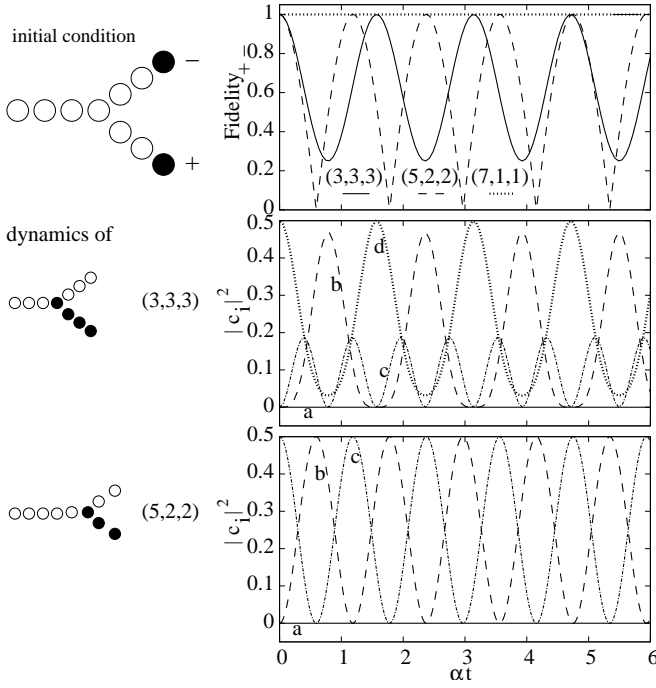 initial condition
−
+
Fidelity+−
1
0.8
0.6
0.4
0.2
0
(3,3,3) (5,2,2) (7,1,1)
dynamics of
(3,3,3)
|c_i|^2
0.5
0.4
0.3
0.2
0.1
0
d
b
c
a
(5,2,2)
|c_i|^2
0.5
0.4
0.3
0.2
0.1
0
b c
a
0 1 2 3 4 5 6
αt